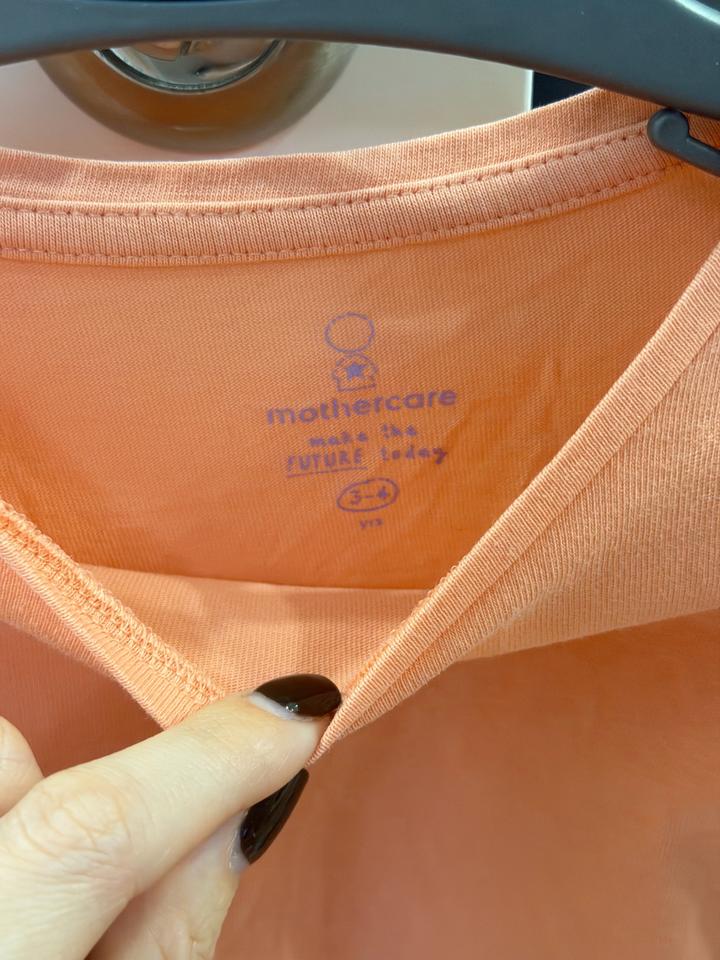 mothercare
make the
FUTURE today
3-4
yrs